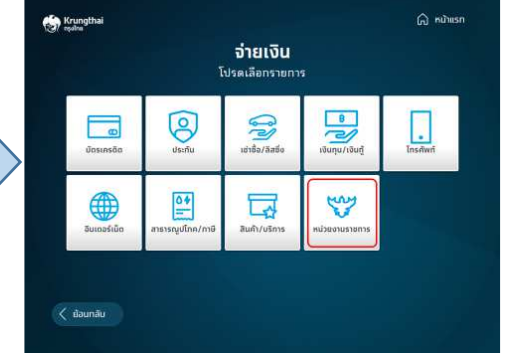 Krungthai
กรุงไทย
หน้าแรก
จ่ายเงิน
โปรดเลือกรายการ
บัตรเครดิต
ประกัน
เช่าซื้อ/ลิสซิ่ง
เงินทุน/เงินกู้
โทรศัพท์
อินเตอร์เน็ต
สาธารณูปโภค/ภาษี
สินค้า/บริการ
หน่วยงานราชการ
ย้อนกลับ